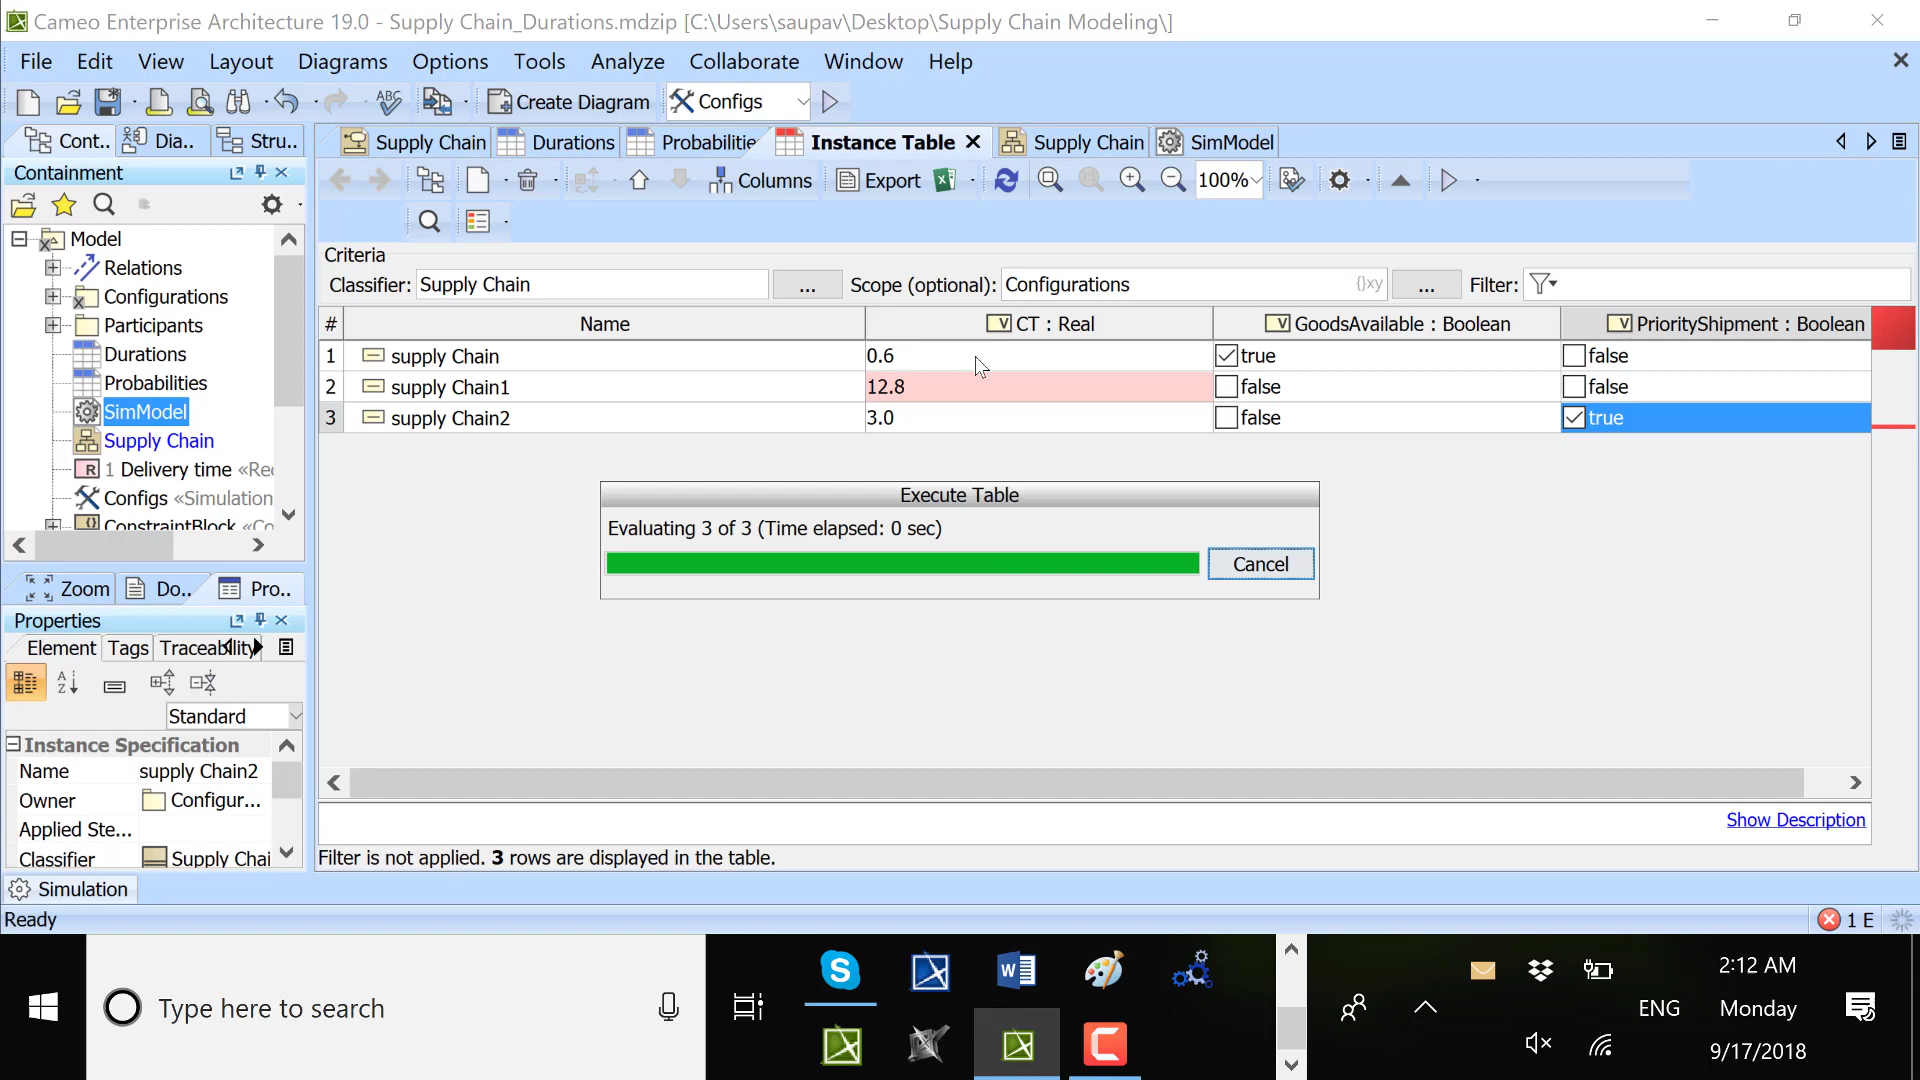 Cameo Enterprise Architecture 19.0 - Supply Chain_Durations.mdzip [C:\Users\saupav\Desktop\Supply Chain Modeling\]
File Edit View Layout Diagrams Options Tools Analyze Collaborate Window Help
ABC Create Diagram Configs
Cont.. Dia.. Stru.. Supply Chain Durations Probabilitie Instance Table Supply Chain SimModel
Containment
Columns Export 100%
Model
Relations
Configurations
Participants
Durations
Probabilities
SimModel
Supply Chain
R 1 Delivery time «Rec
Configs «Simulation
ConstraintBlock «Co
Criteria
Classifier: Supply Chain ... Scope (optional): Configurations {}xy ... Filter:
# Name V CT : Real V GoodsAvailable : Boolean V PriorityShipment : Boolean
1 supply Chain 0.6 true false
2 supply Chain1 12.8 false false
3 supply Chain2 3.0 false true
Execute Table
Evaluating 3 of 3 (Time elapsed: 0 sec)
Cancel
Zoom Do.. Pro..
Properties
Element Tags Traceability
A Z
Standard
Instance Specification
Name supply Chain2
Owner Configur...
Applied Ste...
Classifier Supply Chai
Show Description
Filter is not applied. 3 rows are displayed in the table.
Simulation
Ready
1 E
Type here to search
2:12 AM
ENG Monday
9/17/2018